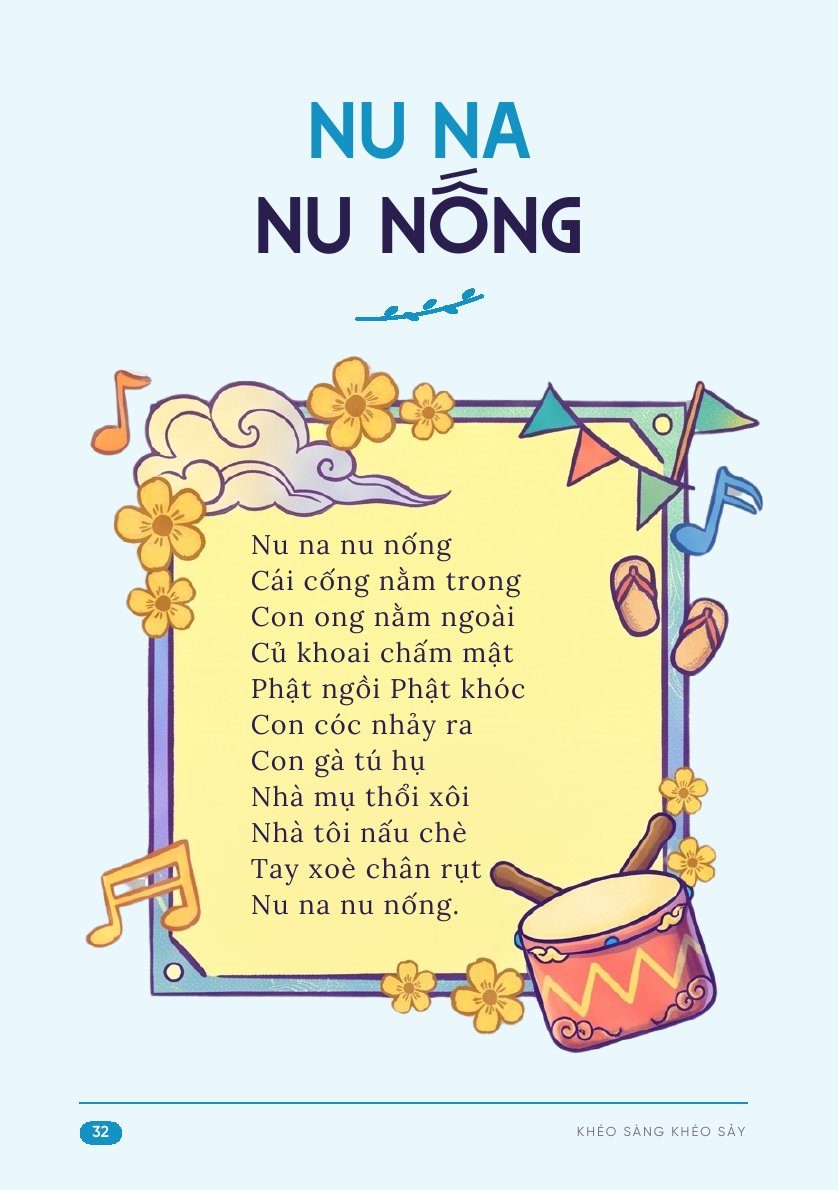 NU NA
NU NỐNG
Nu na nu nống
Cái cống nằm trong
Con ong nằm ngoài
Củ khoai chấm mật
Phật ngồi Phật khóc
Con cóc nhảy ra
Con gà tú hụ
Nhà mụ thổi xôi
Nhà tôi nấu chè
Tay xoè chân rụt
Nu na nu nống.
32
KHÉO SÀNG KHÉO SẢY